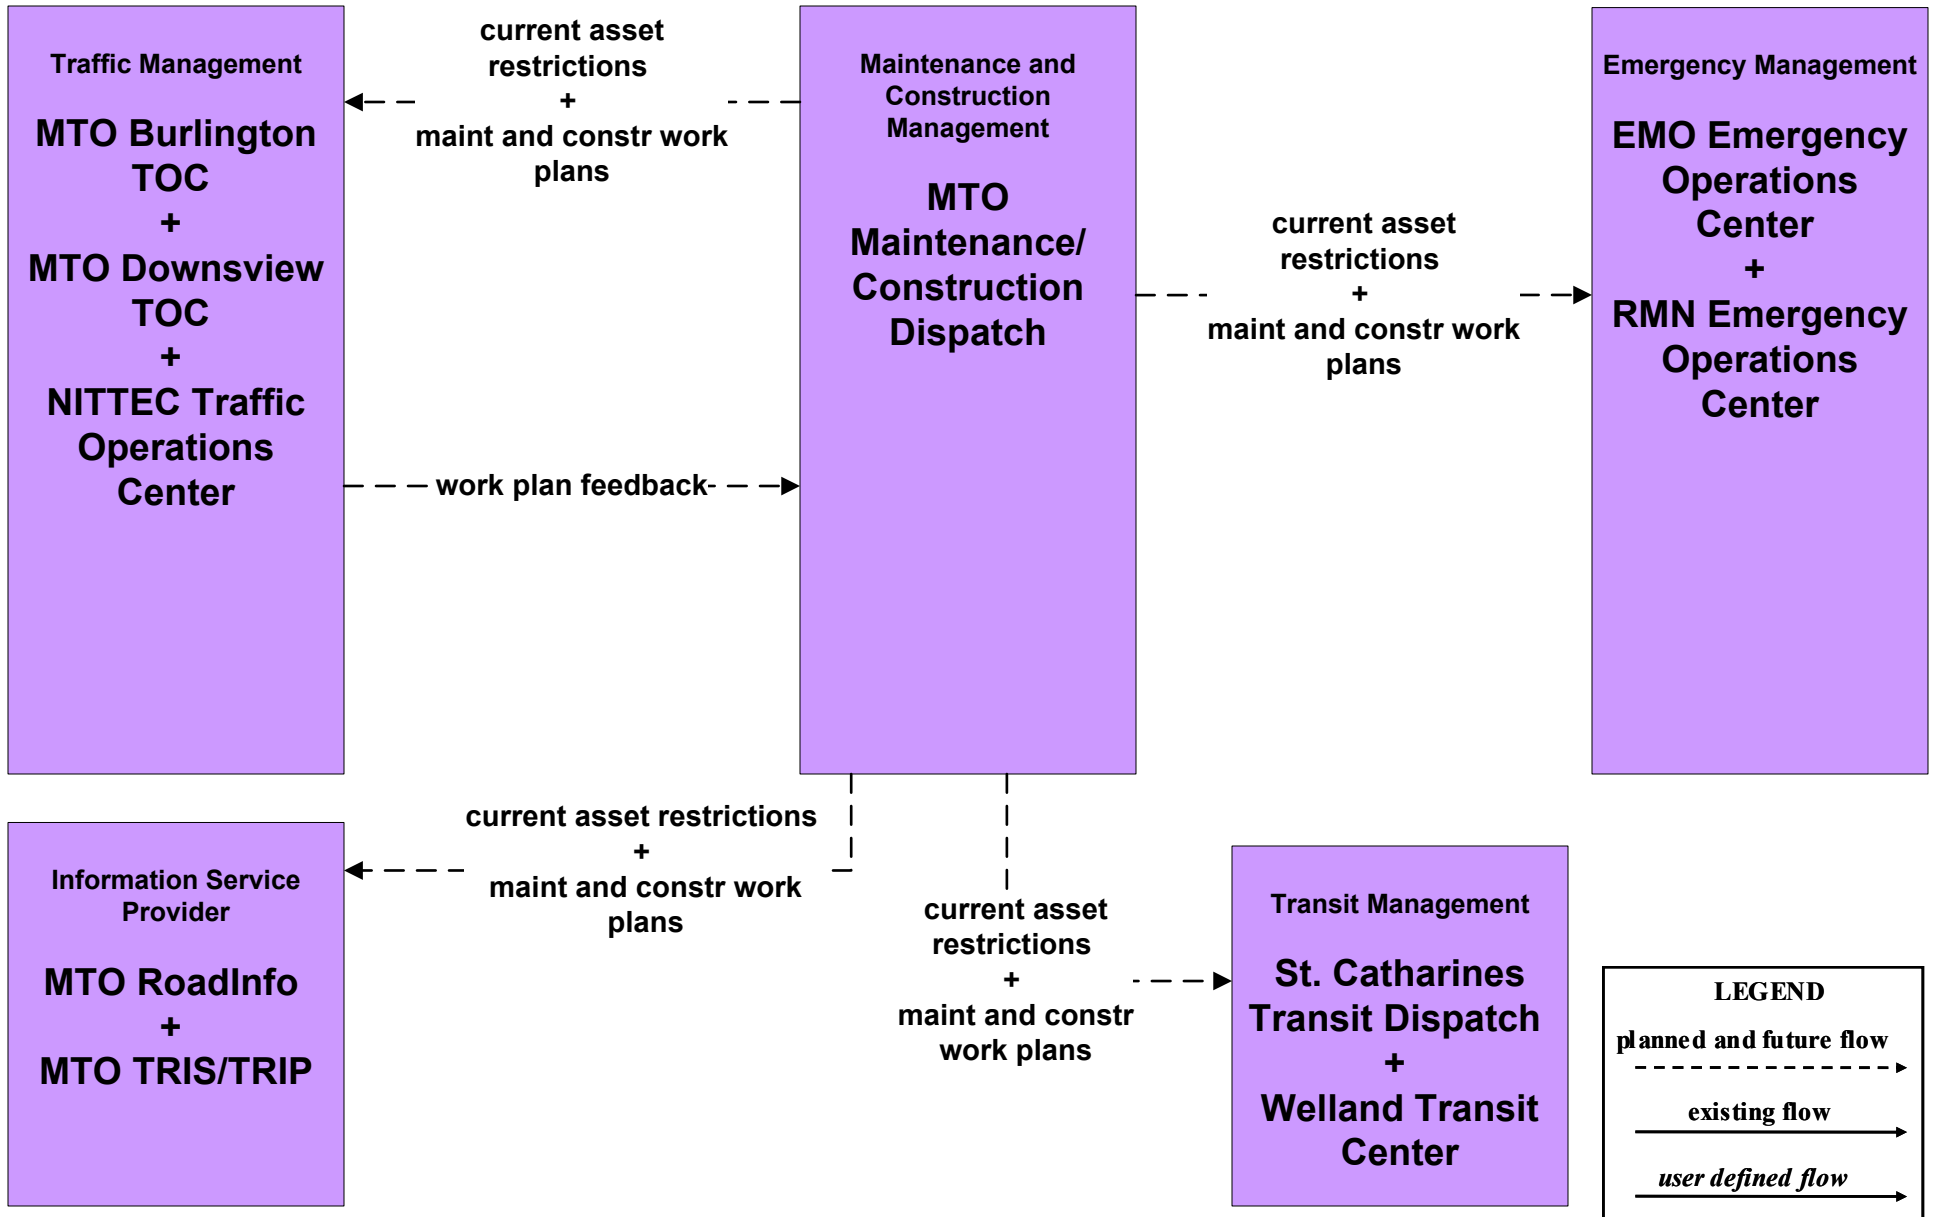 Traffic Management
MTO Burlington
TOC
+
MTO Downsview
TOC
+
NITTEC Traffic
Operations
Center
current asset
restrictions
+
maint and constr work
plans
work plan feedback
Maintenance and
Construction
Management
MTO
Maintenance/
Construction
Dispatch
current asset
restrictions
+
maint and constr work
plans
Emergency Management
EMO Emergency
Operations
Center
+
RMN Emergency
Operations
Center
Information Service
Provider
MTO RoadInfo
+
MTO TRIS/TRIP
current asset restrictions
+
maint and constr work
plans
current asset
restrictions
+
maint and constr
work plans
Transit Management
St. Catharines
Transit Dispatch
+
Welland Transit
Center
LEGEND
planned and future flow
existing flow
user defined flow